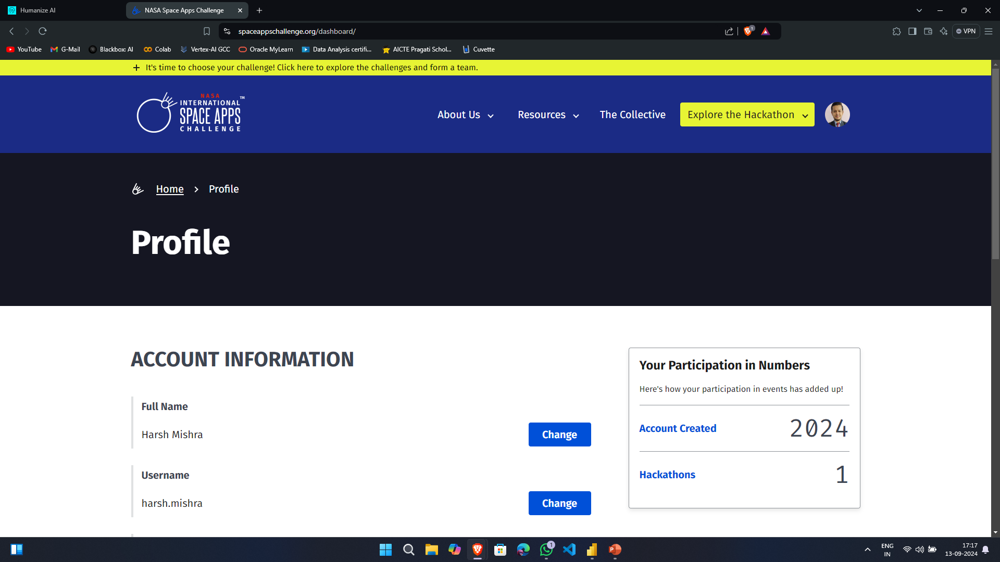 Humanize AI
NASA Space Apps Challenge
spaceappschallenge.org/dashboard/
1
VPN
YouTube
G-Mail
Blackbox: AI
Colab
Vertex-AI GCC
Oracle MyLearn
Data Analysis certifi...
AICTE Pragati Schol...
Cuvette
It's time to choose your challenge! Click here to explore the challenges and form a team.
NASA
INTERNATIONAL™
SPACE APPS
CHALLENGE
About Us
Resources
The Collective
Explore the Hackathon
Home
Profile
Profile
ACCOUNT INFORMATION
Full Name
Harsh Mishra
Change
Username
harsh.mishra
Change
Your Participation in Numbers
Here's how your participation in events has added up!
Account Created
2024
Hackathons
1
1
P
ENG
IN
17:17
13-09-2024